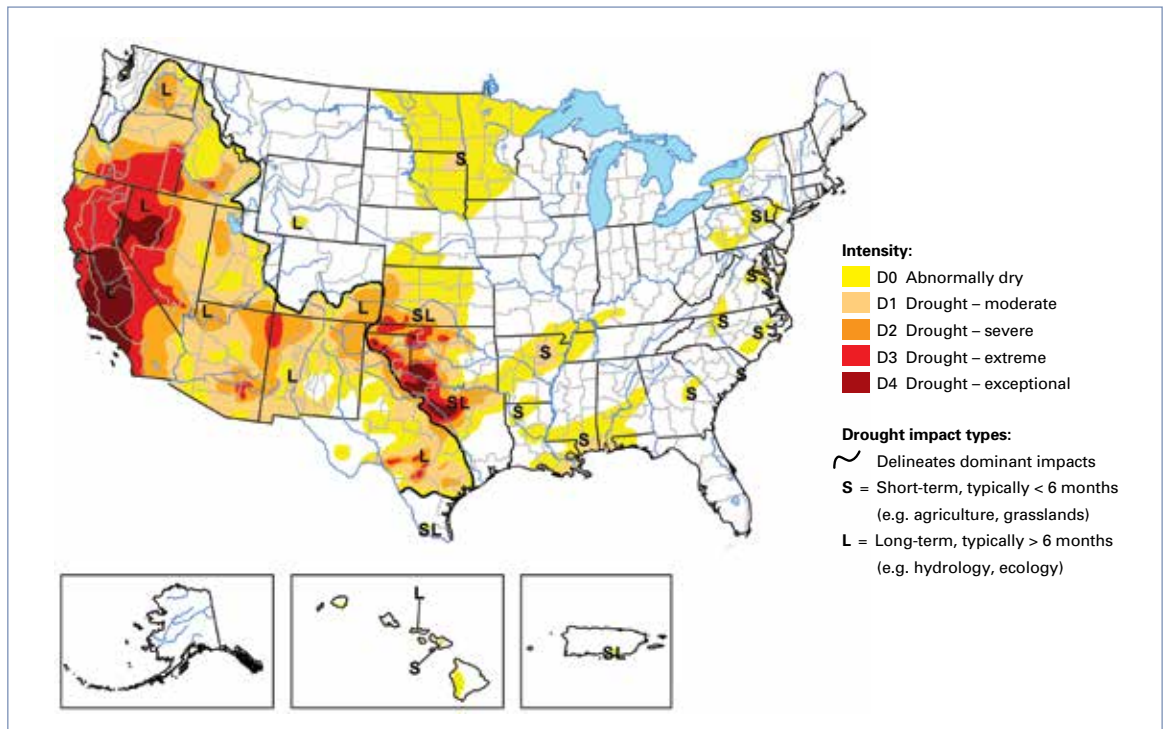 L
S
L
L
SL
S
S
S
S
L
L
SL
L
SL
S
S
S
S
L
S
L
SL
Intensity:
D0 Abnormally dry
D1 Drought – moderate
D2 Drought – severe
D3 Drought – extreme
D4 Drought – exceptional
Drought impact types:
Delineates dominant impacts
S = Short-term, typically < 6 months
(e.g. agriculture, grasslands)
L = Long-term, typically > 6 months
(e.g. hydrology, ecology)
L
S
SL